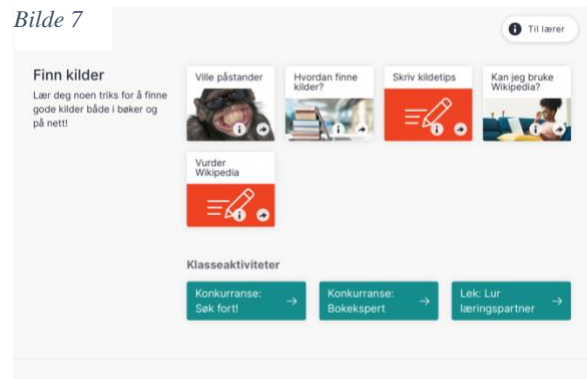 Bilde 7
Til lærer
Finn kilder
Lær deg noen triks for å finne
gode kilder både i bøker og
på nett!
Ville påstander
Hvordan finne
kilder?
Skriv kildetips
Kan jeg bruke
Wikipedia?
Vurder
Wikipedia
Klasseaktiviteter
Konkurranse:
Søk fort!
Konkurranse:
Bokekspert
Lek: Lur
læringspartner